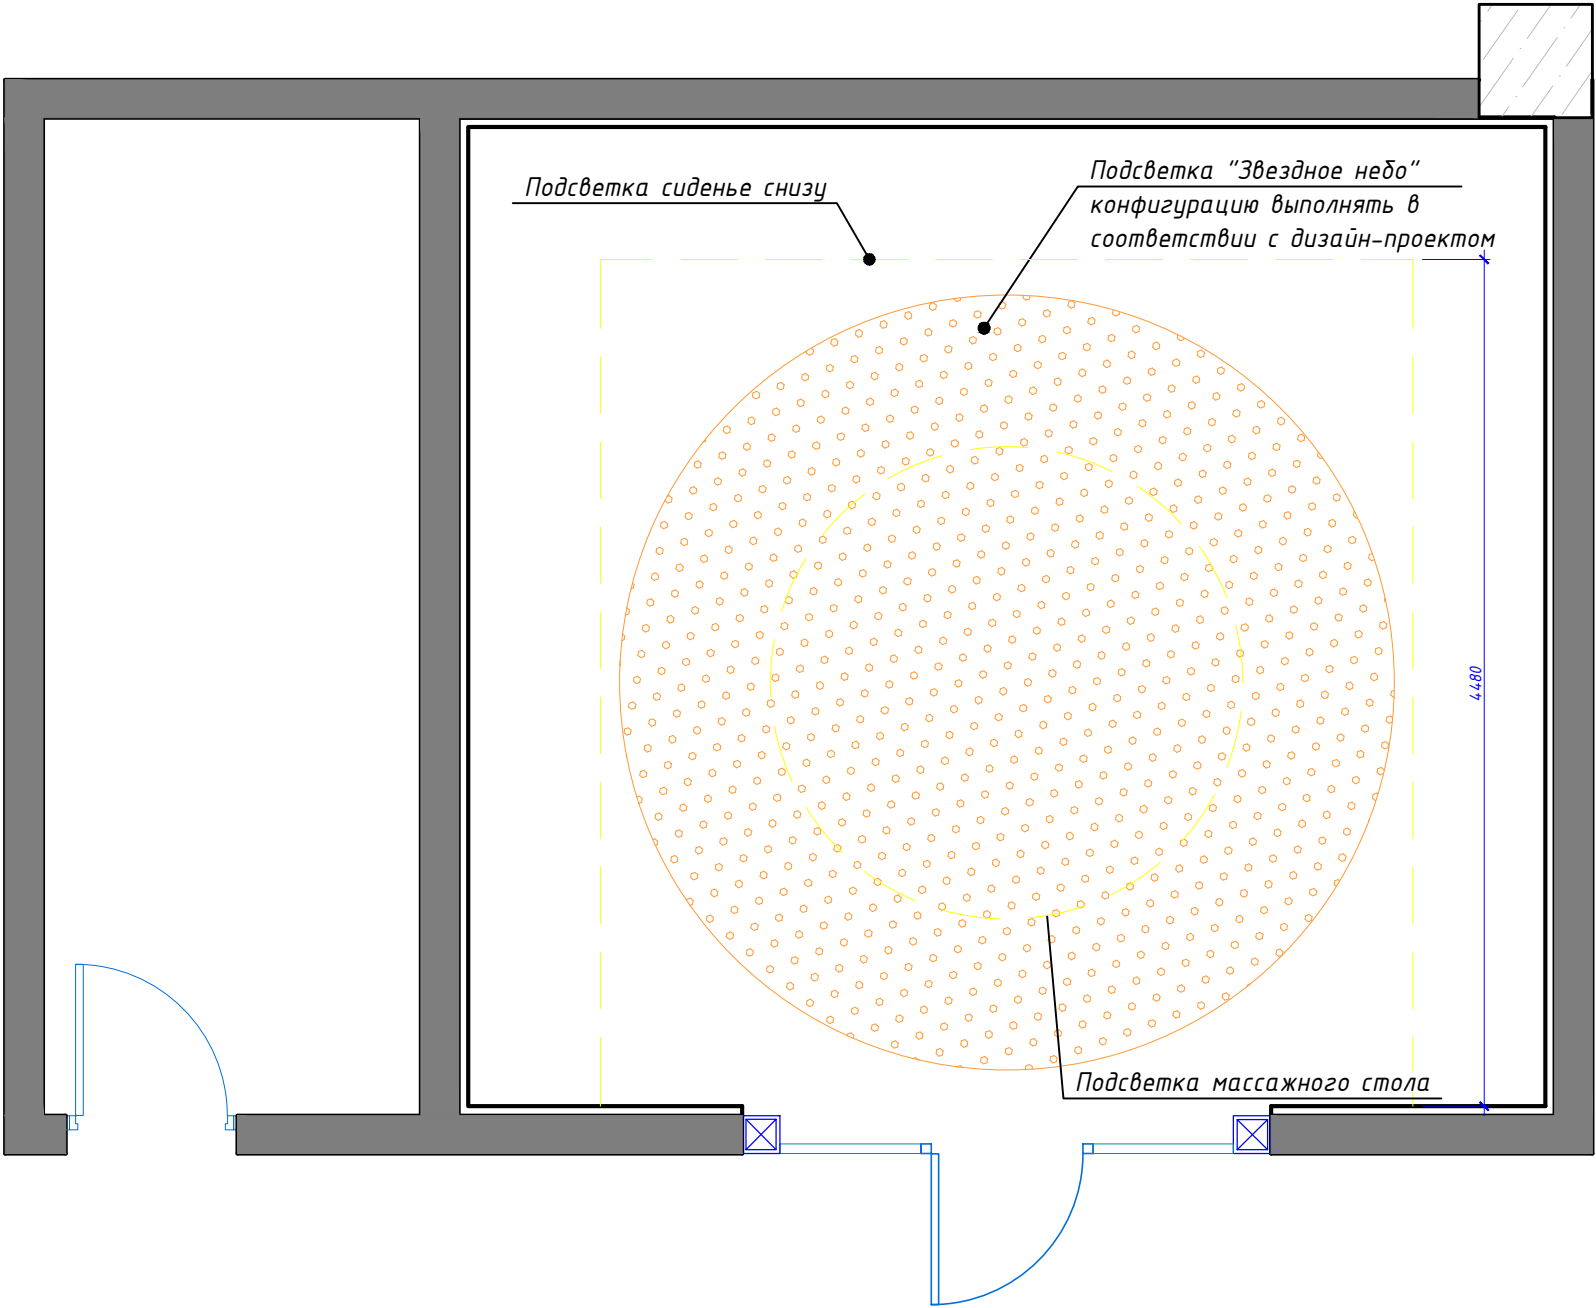 Подсветка сиденье снизу
Подсветка "Звездное небо"
конфигурацию выполнять в
соответствии с дизайн-проектом
4480
Подсветка массажного стола